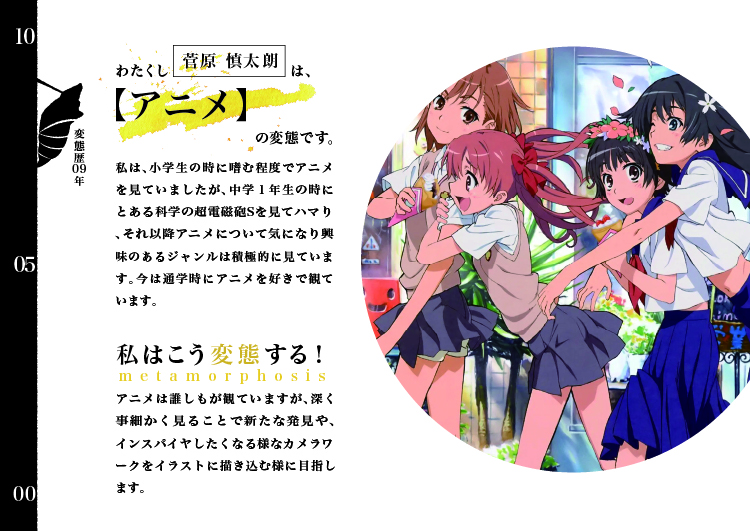 10
05
00
変態歴09年
わたくし 菅原 慎太朗 は、
【アニメ】
の変態です。
私は、小学生の時に嗜む程度でアニメ
を見ていましたが、中学１年生の時に
とある科学の超電磁砲Sを見てハマり
、それ以降アニメについて気になり興
味のあるジャンルは積極的に見ていま
す。今は通学時にアニメを好きで観て
います。
私はこう変態する！
metamorphosis
アニメは誰しもが観ていますが、深く
事細かく見ることで新たな発見や、
インスパイヤしたくなる様なカメラワ
ークをイラストに描き込む様に目指し
ます。